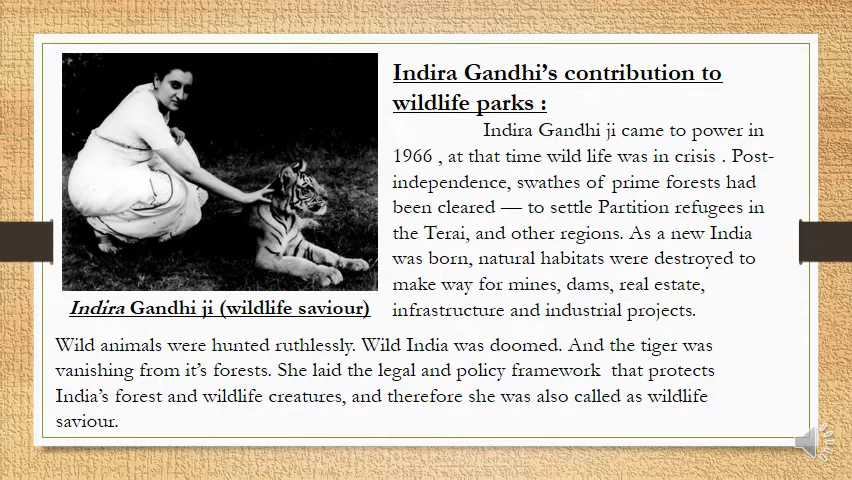 Indira Gandhi’s contribution to
wildlife parks :
Indira Gandhi ji came to power in
1966 , at that time wild life was in crisis . Post-
independence, swathes of prime forests had
been cleared — to settle Partition refugees in
the Terai, and other regions. As a new India
was born, natural habitats were destroyed to
make way for mines, dams, real estate,
infrastructure and industrial projects.
Indira Gandhi ji (wildlife saviour)
Wild animals were hunted ruthlessly. Wild India was doomed. And the tiger was
vanishing from it’s forests. She laid the legal and policy framework  that protects
India’s forest and wildlife creatures, and therefore she was also called as wildlife
saviour.